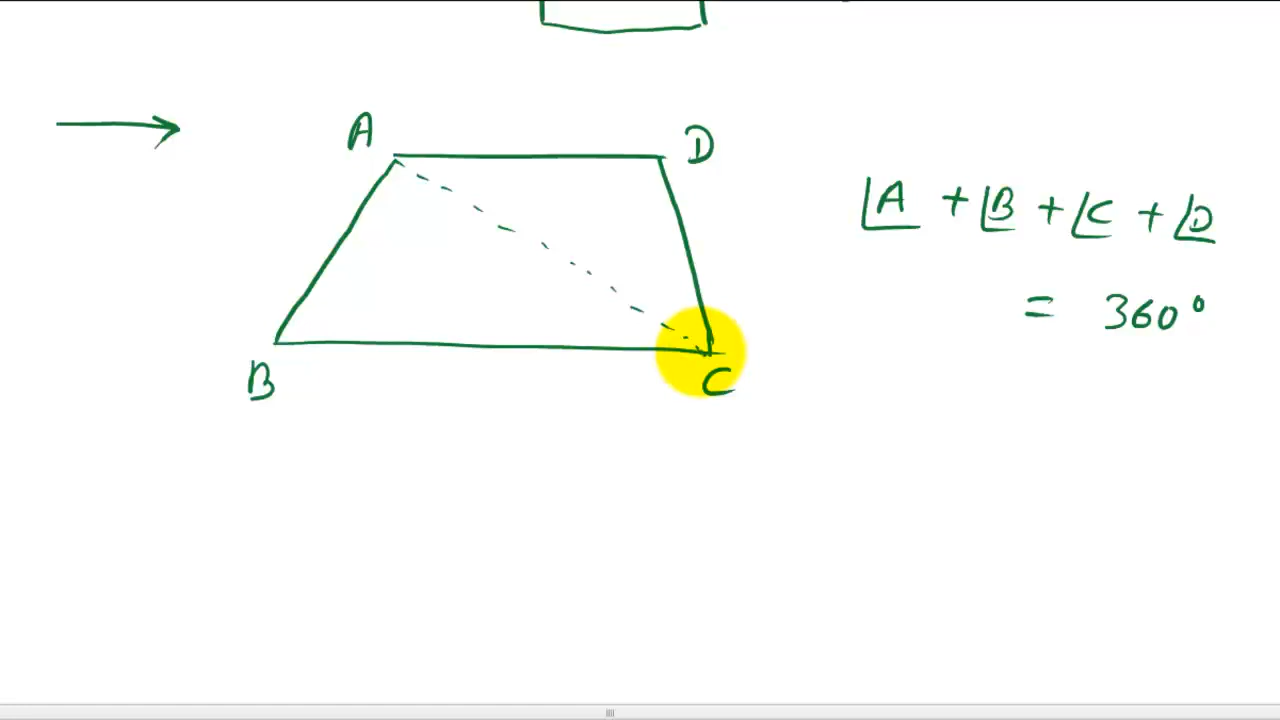 A D
∠A + ∠B + ∠C + ∠D
= 360°
B C